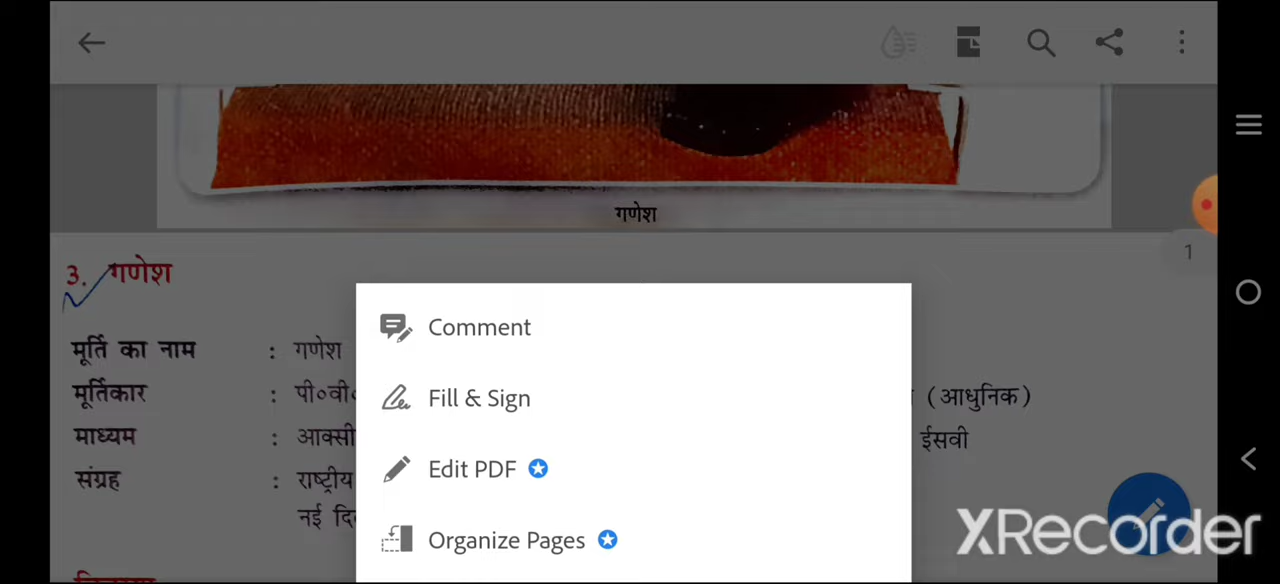 गणेश
1
3. गणेश
Comment
मूर्ति का नाम : गणेश
Fill & Sign
मूर्तिकार : पी०वी० (आधुनिक)
माध्यम : आक्सी ईसवी
Edit PDF
संग्रह : राष्ट्रीय
नई दि
Organize Pages
XRecorder